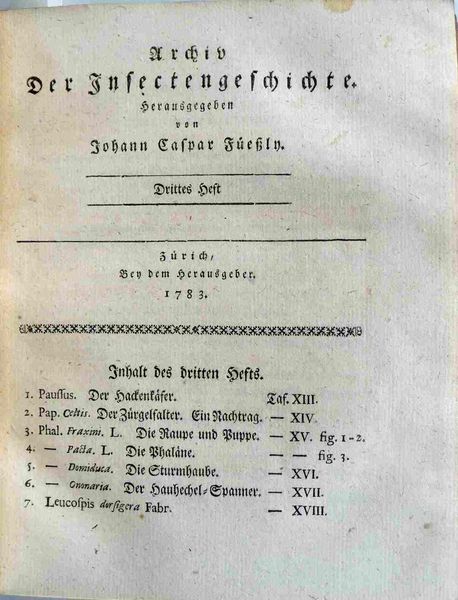 Archiv
Der Insectengeschichte.
Herausgegeben
von
Johann Caspar Füeßly.
Drittes Heft
Zürich,
Bey dem Herausgeber.
1783.
Inhalt des dritten Hefts.
1. Paussus. Der Hackenkäfer. Taf. XIII.
2. Pap. Celtis. Der Zürgelfalter. Ein Nachtrag. — XIV.
3. Phal. Fraxini. L. Die Raupe und Puppe. — XV. fig. 1-2.
4. — Pacta. L. Die Phaläne. — — fig. 3.
5. — Domiduca. Die Sturmhaube. — XVI.
6. — Ononaria. Der Hauhechel-Spanner. — XVII.
7. Leucospis dorsigera Fabr. — XVIII.